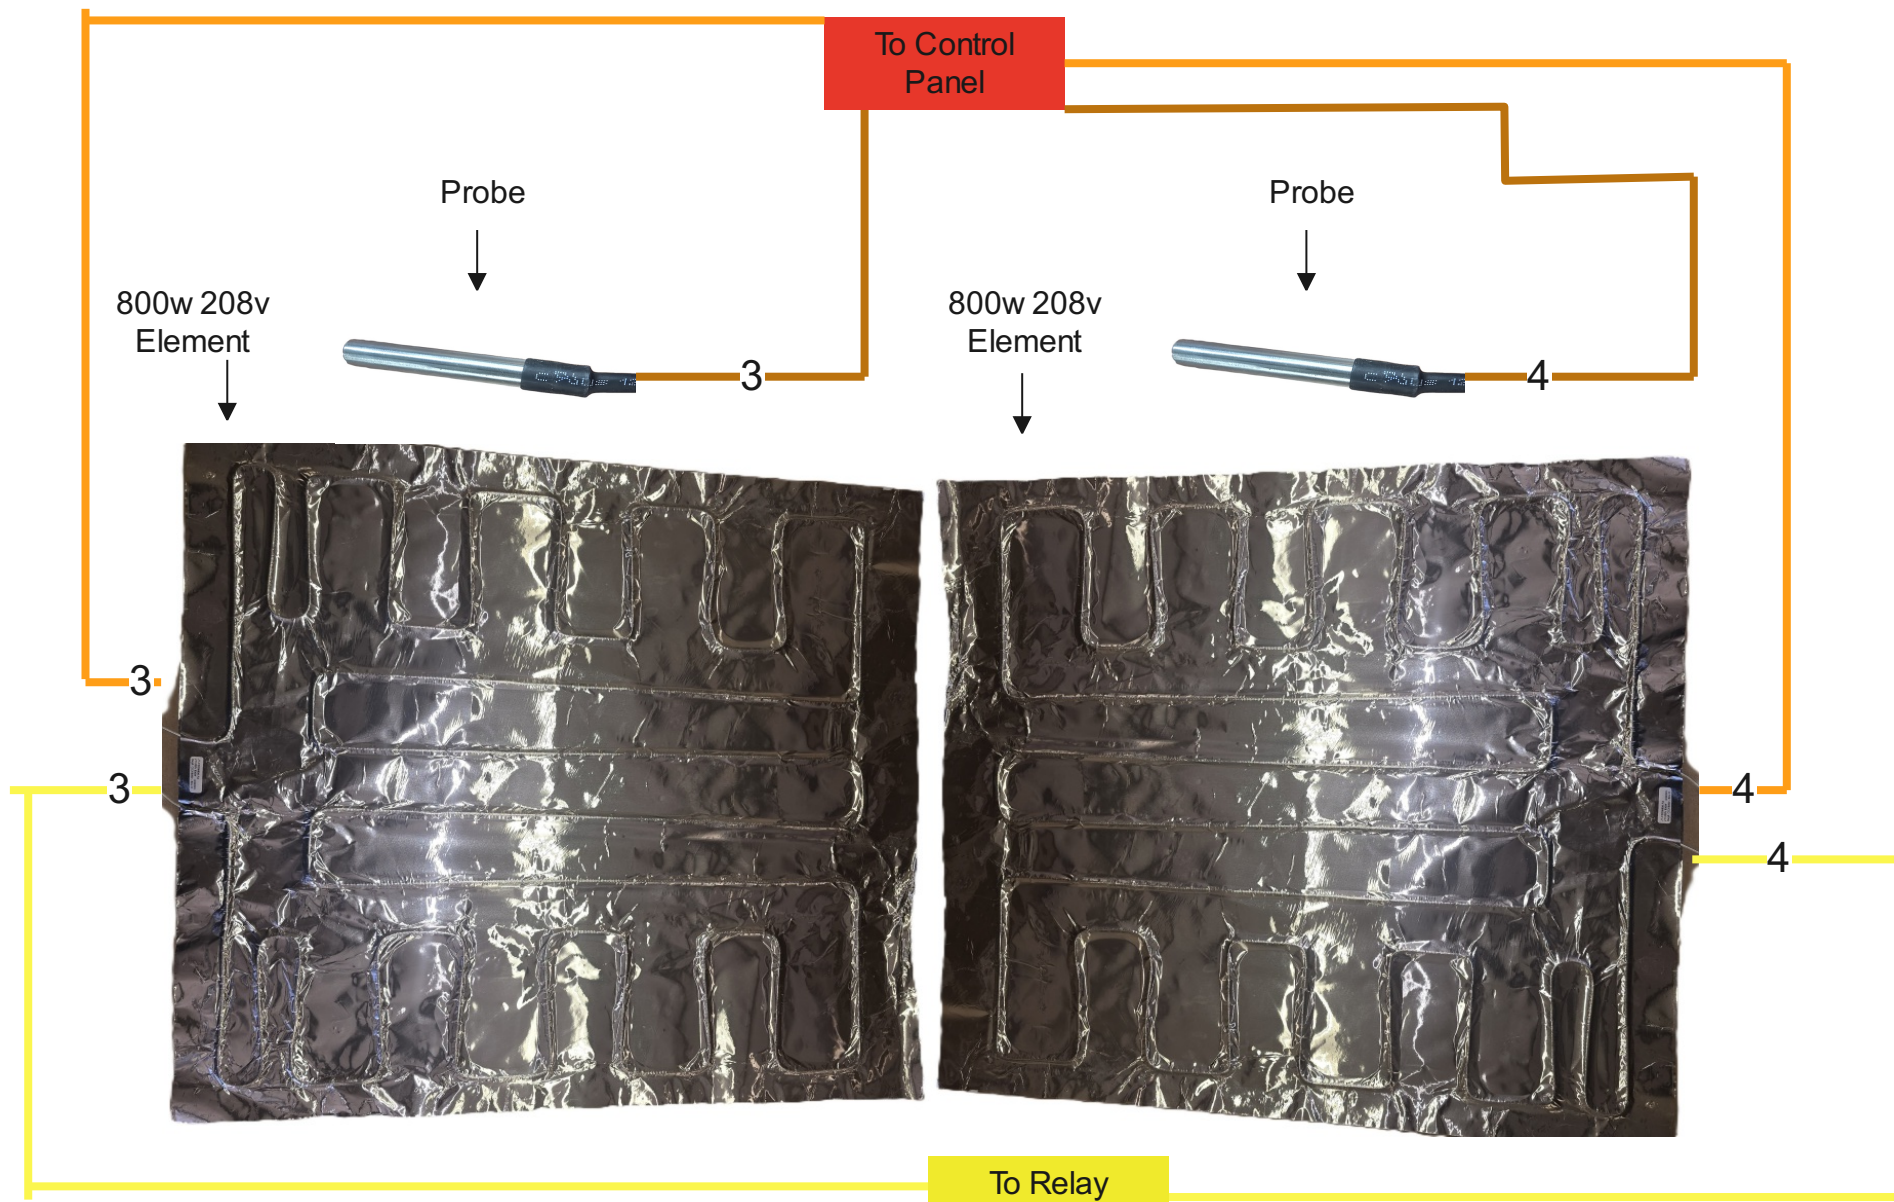 To Control
Panel
Probe
Probe
800w 208v
Element
800w 208v
Element
3
4
3
3
4
4
To Relay